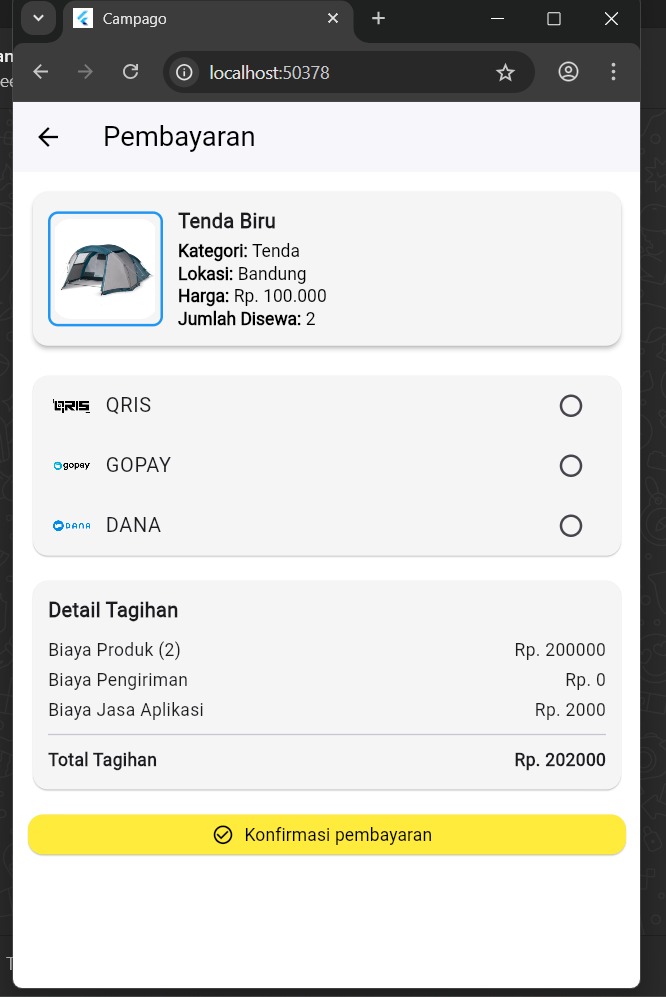 Campago
localhost:50378
Pembayaran
Tenda Biru
Kategori: Tenda
Lokasi: Bandung
Harga: Rp. 100.000
Jumlah Disewa: 2
QRIS QRIS
gopay GOPAY
DANA DANA
Detail Tagihan
Biaya Produk (2) Rp. 200000
Biaya Pengiriman Rp. 0
Biaya Jasa Aplikasi Rp. 2000
Total Tagihan Rp. 202000
Konfirmasi pembayaran